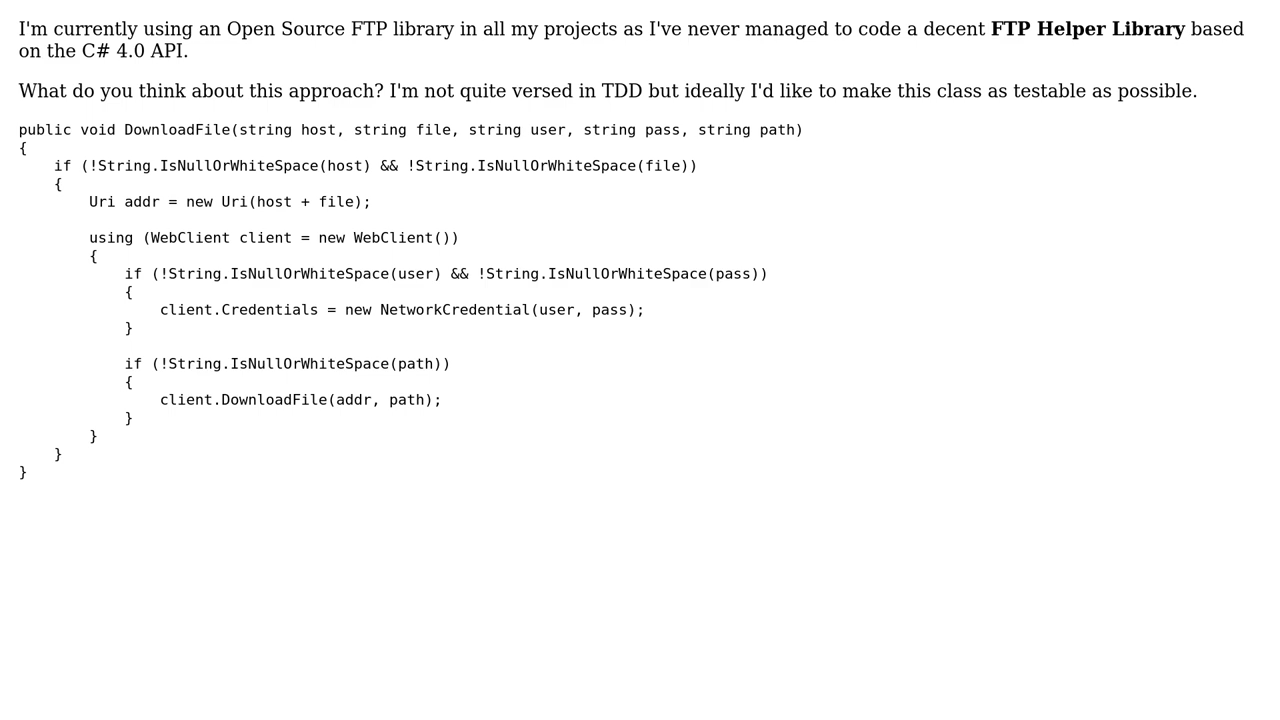 I'm currently using an Open Source FTP library in all my projects as I've never managed to code a decent FTP Helper Library based
on the C# 4.0 API.
What do you think about this approach? I'm not quite versed in TDD but ideally I'd like to make this class as testable as possible.
public void DownloadFile(string host, string file, string user, string pass, string path)
{
    if (!String.IsNullOrWhiteSpace(host) && !String.IsNullOrWhiteSpace(file))
    {
        Uri addr = new Uri(host + file);
        using (WebClient client = new WebClient())
        {
            if (!String.IsNullOrWhiteSpace(user) && !String.IsNullOrWhiteSpace(pass))
            {
                client.Credentials = new NetworkCredential(user, pass);
            }
            if (!String.IsNullOrWhiteSpace(path))
            {
                client.DownloadFile(addr, path);
            }
        }
    }
}